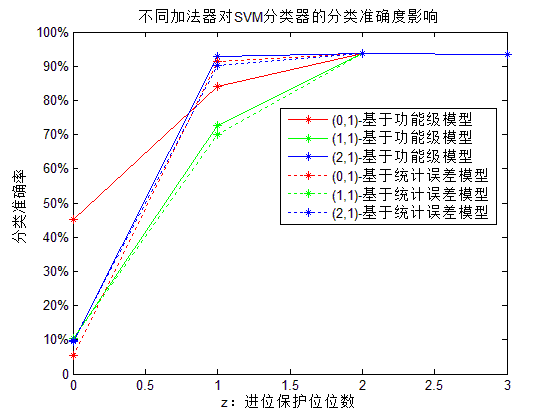 不同加法器对SVM分类器的分类准确度影响
100%
90%
80%
70%
60%
50%
40%
30%
20%
10%
0
分类准确率
(0,1)-基于功能级模型
(1,1)-基于功能级模型
(2,1)-基于功能级模型
(0,1)-基于统计误差模型
(1,1)-基于统计误差模型
(2,1)-基于统计误差模型
0 0.5 1 1.5 2 2.5 3
z：进位保护位位数